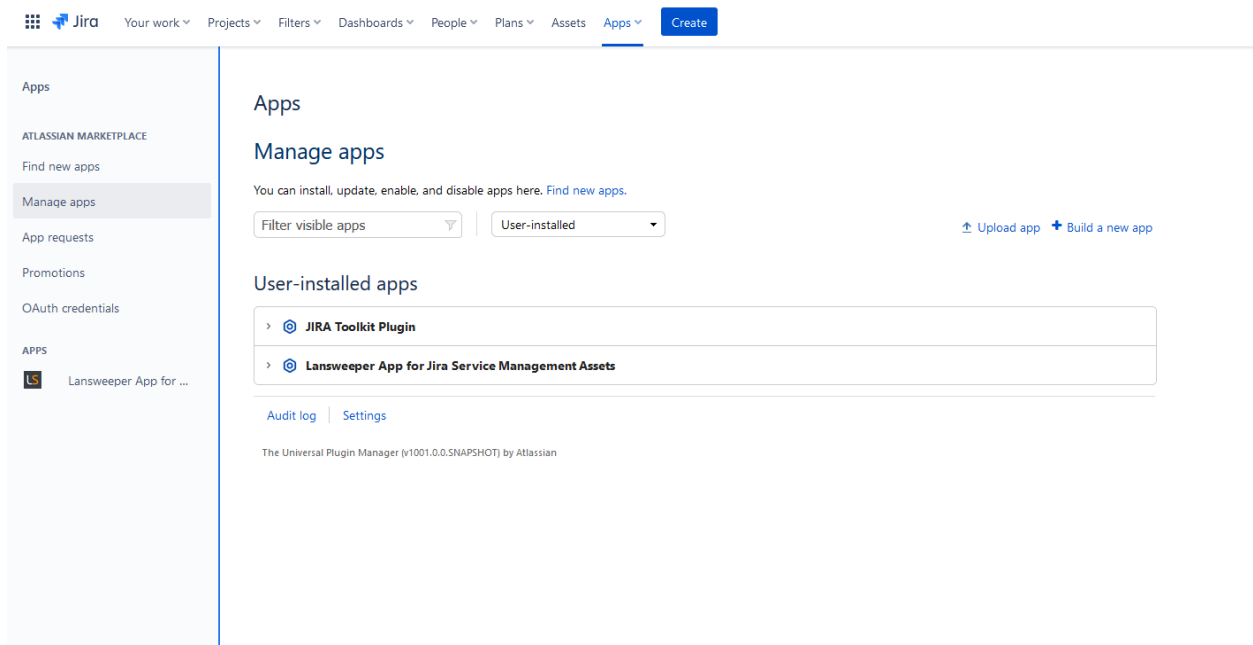 Jira Your work Projects Filters Dashboards People Plans Assets Apps Create
Apps
ATLASSIAN MARKETPLACE
Find new apps
Manage apps
App requests
Promotions
OAuth credentials
APPS
LS Lansweeper App for ...
Apps
Manage apps
You can install, update, enable, and disable apps here. Find new apps.
Filter visible apps User-installed Upload app Build a new app
User-installed apps
JIRA Toolkit Plugin
Lansweeper App for Jira Service Management Assets
Audit log Settings
The Universal Plugin Manager (v1001.0.0.SNAPSHOT) by Atlassian